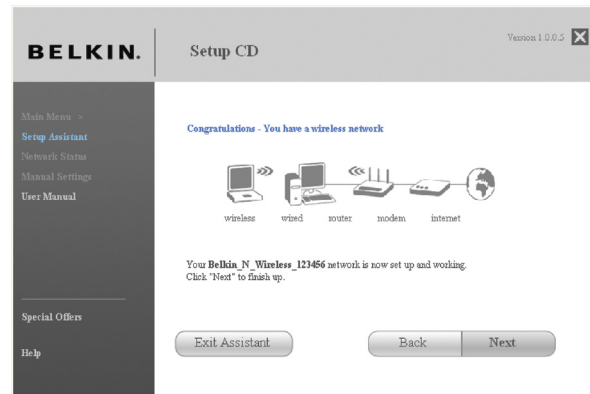 BELKIN.
Setup CD
Version 1.0.0.5
Main Menu >
Setup Assistant
Network Status
Manual Settings
User Manual
Special Offers
Help
Congratulations - You have a wireless network
wireless wired router modem internet
Your Belkin_N_Wireless_123456 network is now set up and working.
Click "Next" to finish up.
Exit Assistant
Back
Next